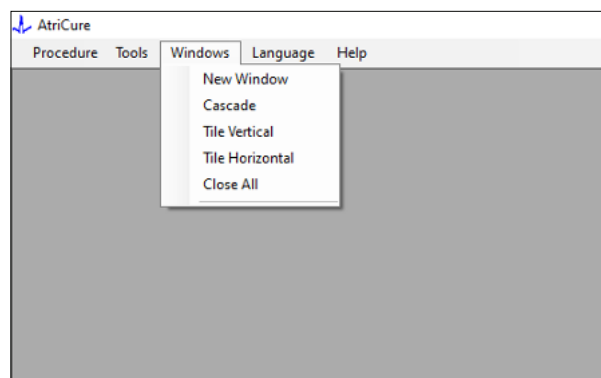 AtriCure
Procedure Tools Windows Language Help
New Window
Cascade
Tile Vertical
Tile Horizontal
Close All